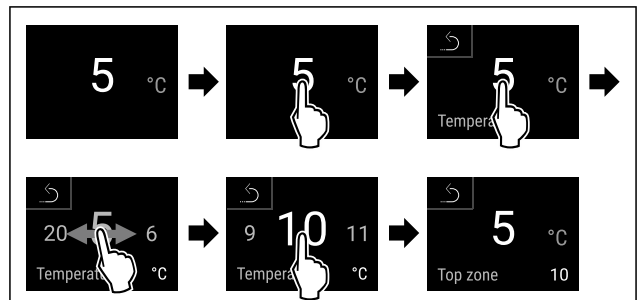 5 °C
5 °C
5 °C
Tempera
20 5 6
Temperat °C
9 10 11
Tempera °C
5 °C
Top zone 10